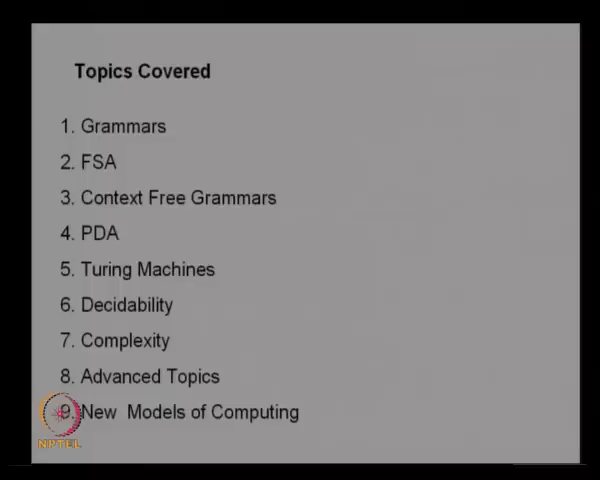 Topics Covered
1. Grammars
2. FSA
3. Context Free Grammars
4. PDA
5. Turing Machines
6. Decidability
7. Complexity
8. Advanced Topics
9. New Models of Computing
NPTEL